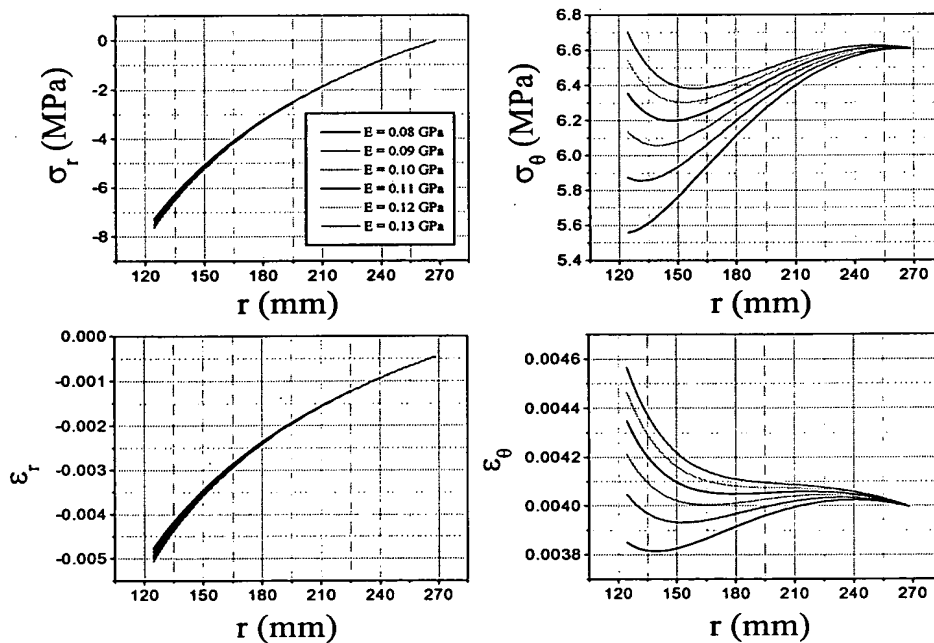 σr (MPa)
0
-2
-4
-6
-8
120 150 180 210 240 270
r (mm)
E = 0.08 GPa
E = 0.09 GPa
E = 0.10 GPa
E = 0.11 GPa
E = 0.12 GPa
E = 0.13 GPa
σθ (MPa)
6.8
6.6
6.4
6.2
6.0
5.8
5.6
5.4
120 150 180 210 240 270
r (mm)
εr
0.000
-0.001
-0.002
-0.003
-0.004
-0.005
120 150 180 210 240 270
r (mm)
εθ
0.0046
0.0044
0.0042
0.0040
0.0038
120 150 180 210 240 270
r (mm)